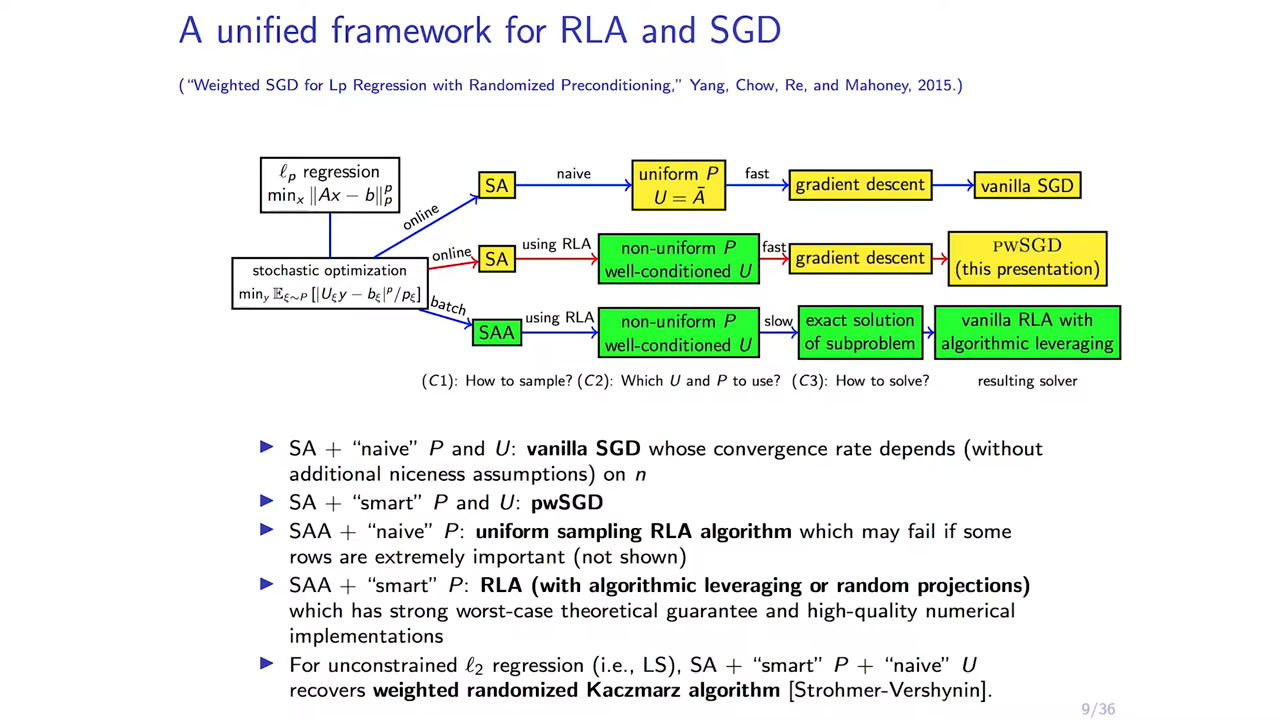 A unified framework for RLA and SGD
(“Weighted SGD for Lp Regression with Randomized Preconditioning,” Yang, Chow, Re, and Mahoney, 2015.)
ℓp regression
minx ‖Ax − b‖pp
stochastic optimization
miny 𝔼ξ∼P [|Uξy − bξ|p/pξ]
online
SA
naive
uniform P
U = Ā
fast
gradient descent
vanilla SGD
online
SA
using RLA
non-uniform P
well-conditioned U
fast
gradient descent
PWSGD
(this presentation)
batch
SAA
using RLA
non-uniform P
well-conditioned U
slow
exact solution
of subproblem
vanilla RLA with
algorithmic leveraging
(C1): How to sample? (C2): Which U and P to use? (C3): How to solve? resulting solver
▶ SA + “naive” P and U: vanilla SGD whose convergence rate depends (without
additional niceness assumptions) on n
▶ SA + “smart” P and U: pwSGD
▶ SAA + “naive” P: uniform sampling RLA algorithm which may fail if some
rows are extremely important (not shown)
▶ SAA + “smart” P: RLA (with algorithmic leveraging or random projections)
which has strong worst-case theoretical guarantee and high-quality numerical
implementations
▶ For unconstrained ℓ2 regression (i.e., LS), SA + “smart” P + “naive” U
recovers weighted randomized Kaczmarz algorithm [Strohmer-Vershynin].
9/36